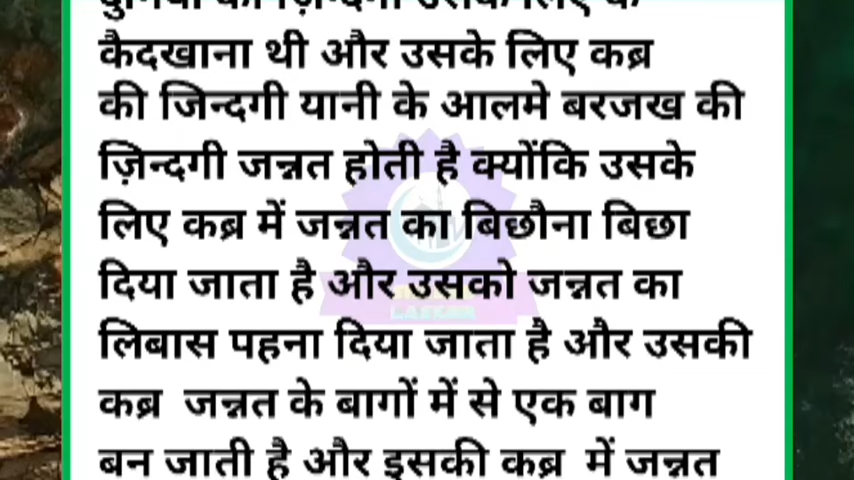 कैदखाना थी और उसके लिए कब्र
की जिन्दगी यानी के आलमे बरजख की
ज़िन्दगी जन्नत होती है क्योंकि उसके
लिए कब्र में जन्नत का बिछौना बिछा
दिया जाता है और उसको जन्नत का
लिबास पहना दिया जाता है और उसकी
कब्र जन्नत के बागों में से एक बाग
बन जाती है और इसकी कब्र में जन्नत